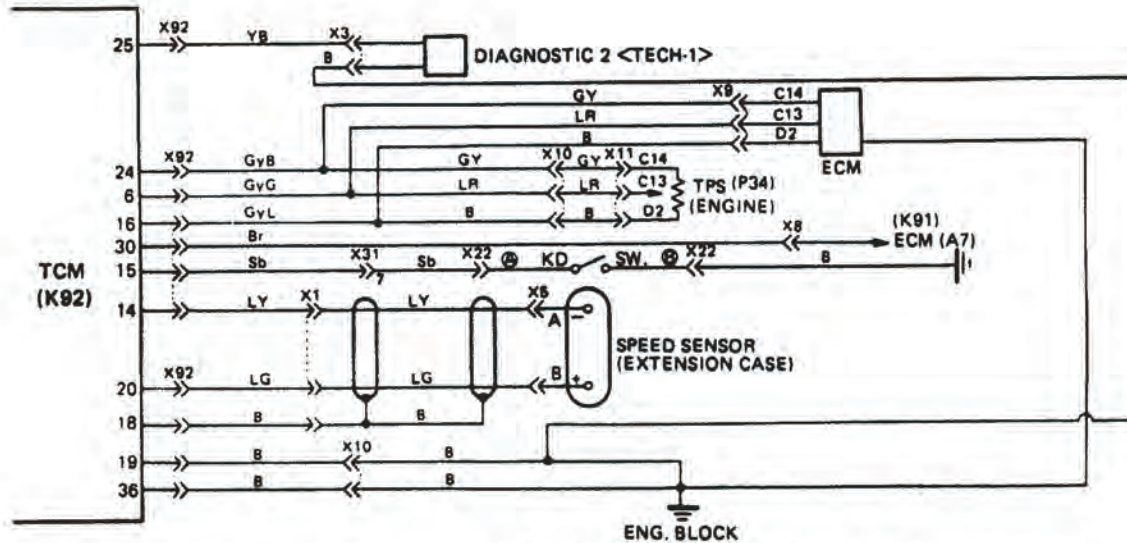 25 X92 YB X3
B DIAGNOSTIC 2 <TECH-1>
GY X9 C14
LR C13
B D2
ECM
X92
24 GyB GY X10 GY X11 C14
6 GyG LR LR C13 TPS (P34)
(ENGINE)
16 GyL B B D2
30 Br X8 (K91)
ECM (A7)
TCM
(K92)
15 Sb X31 7 Sb X22 A KD SW. B X22 B 1
14 LY X1 LY X6 A −
SPEED SENSOR
(EXTENSION CASE)
20 X92 LG LG B +
18 B B
19 B X10 B
36 B B
ENG. BLOCK